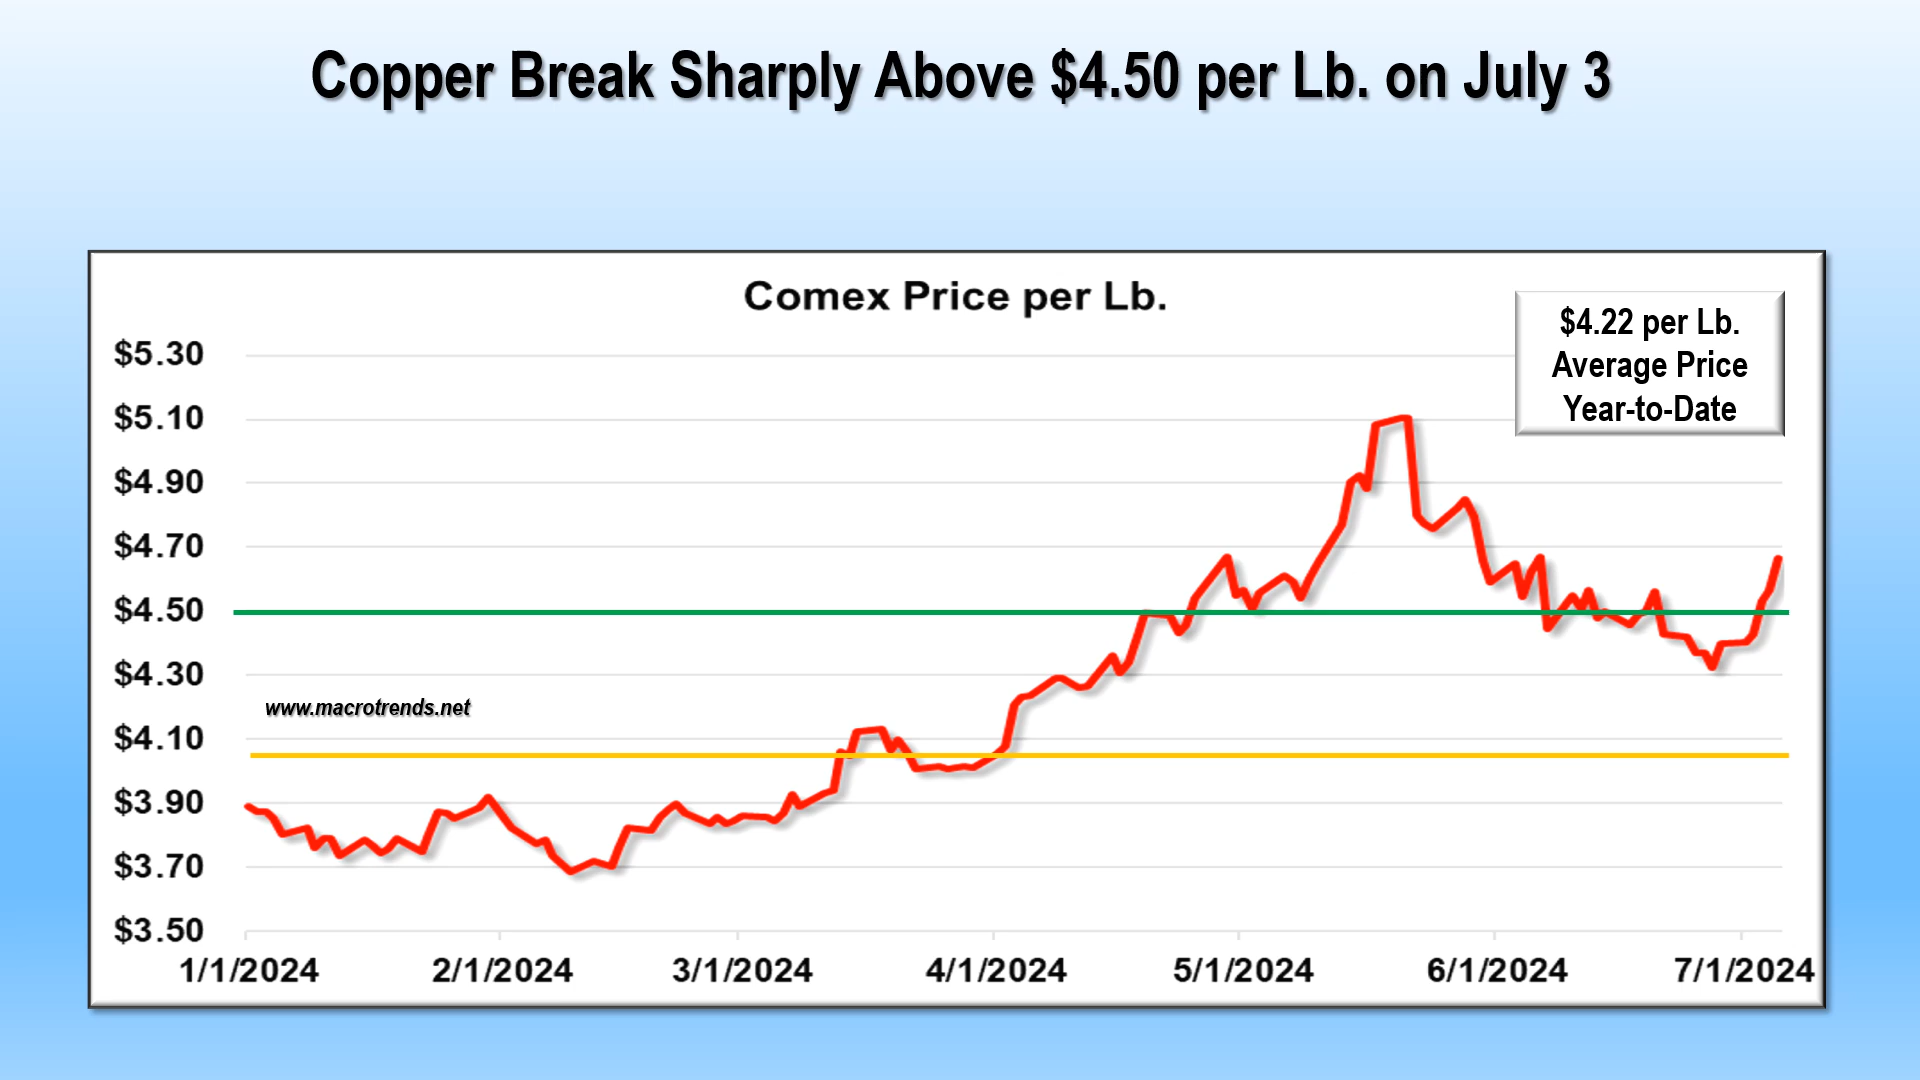 Copper Break Sharply Above $4.50 per Lb. on July 3
Comex Price per Lb.
$4.22 per Lb.
Average Price
Year-to-Date
$5.30
$5.10
$4.90
$4.70
$4.50
$4.30
www.macrotrends.net
$4.10
$3.90
$3.70
$3.50
1/1/2024 2/1/2024 3/1/2024 4/1/2024 5/1/2024 6/1/2024 7/1/2024